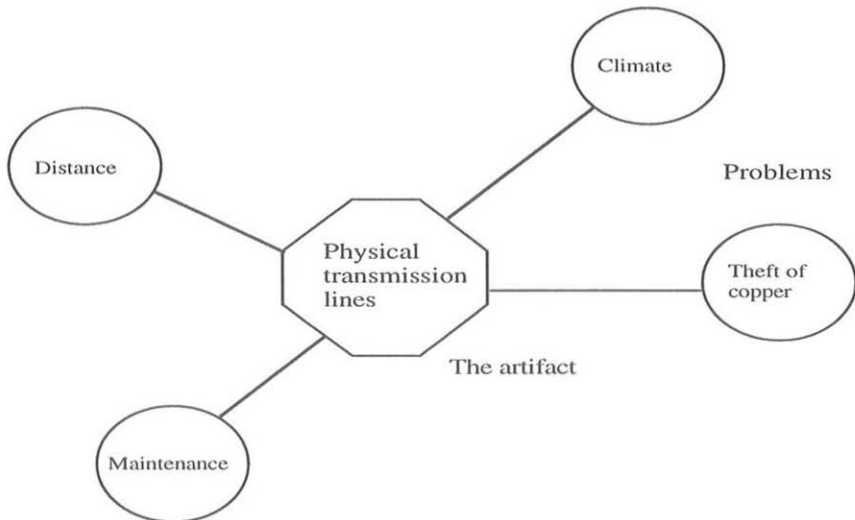 Climate
Distance
Problems
Physical
transmission
lines
Theft of
copper
The artifact
Maintenance